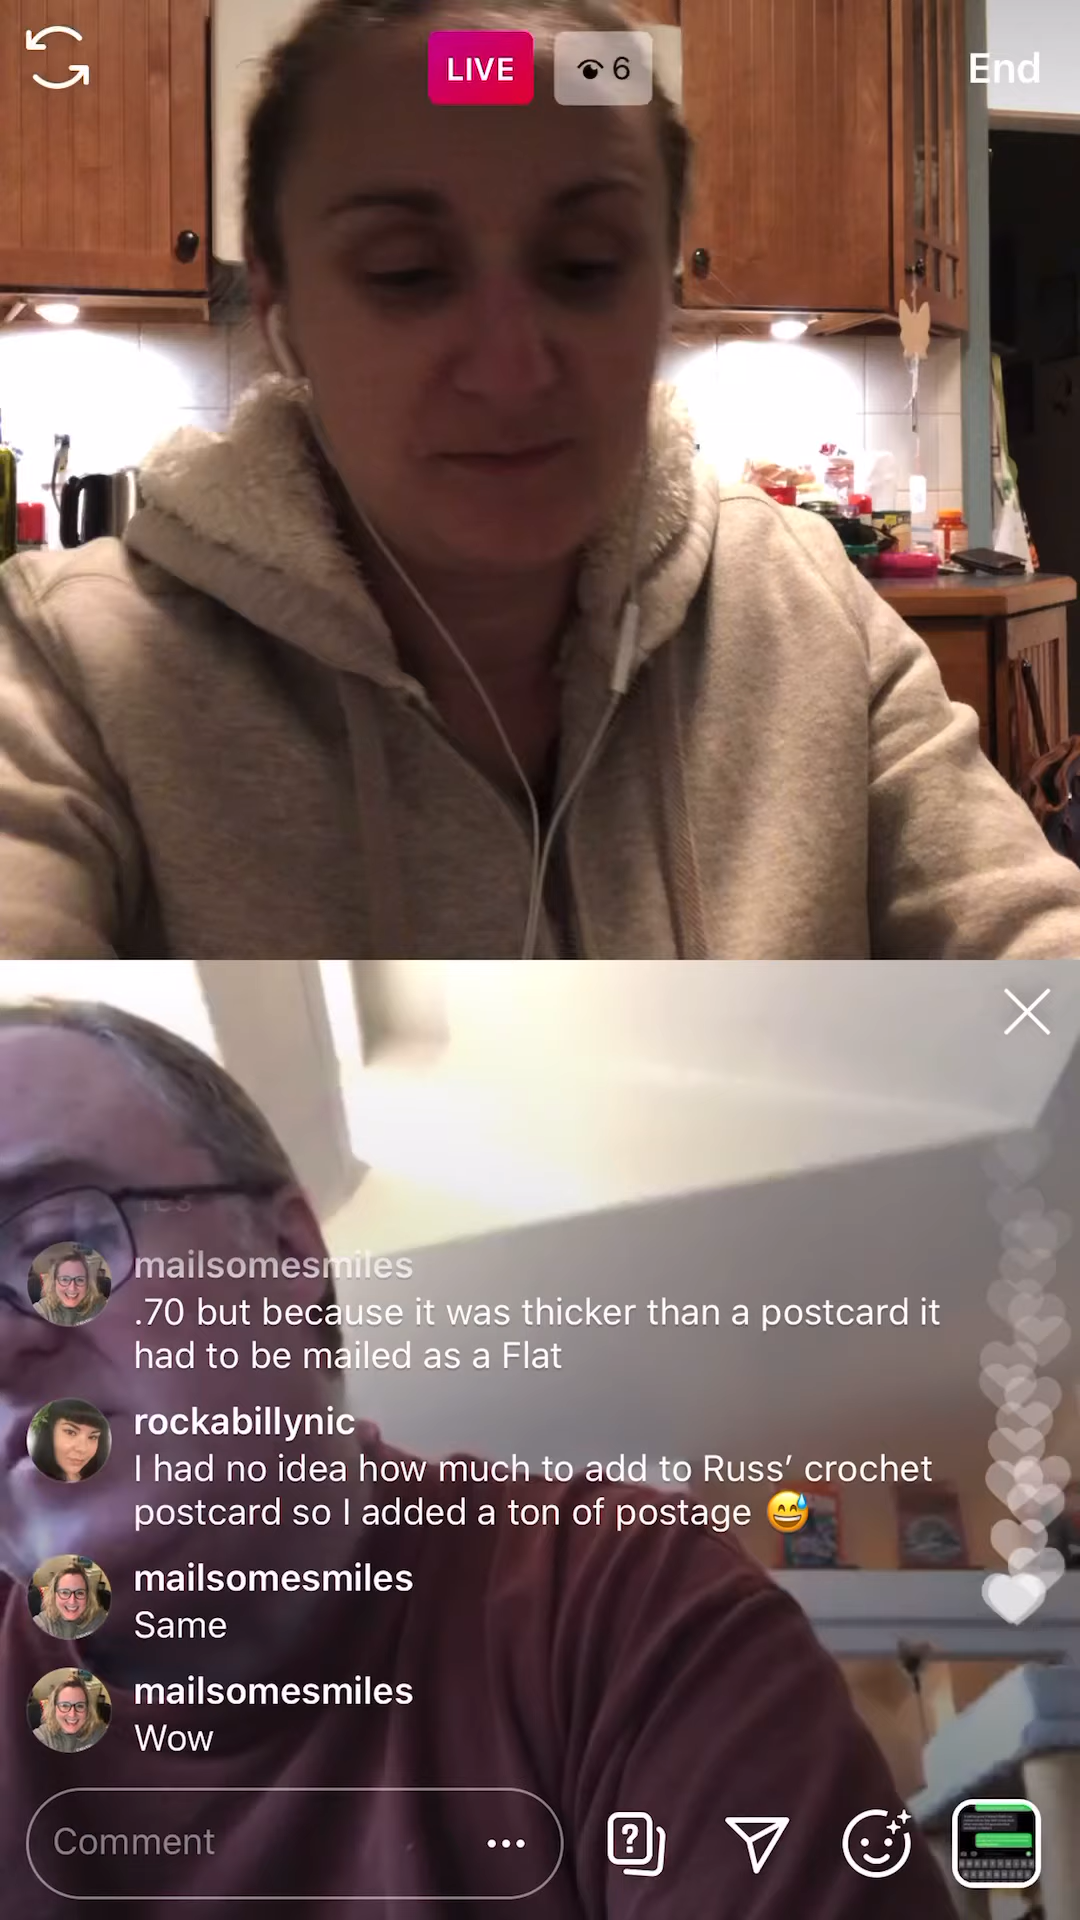 LIVE
6
End
Yes
mailsomesmiles
.70 but because it was thicker than a postcard it
had to be mailed as a Flat
rockabillynic
I had no idea how much to add to Russ’ crochet
postcard so I added a ton of postage 😅
mailsomesmiles
Same
mailsomesmiles
Wow
Comment